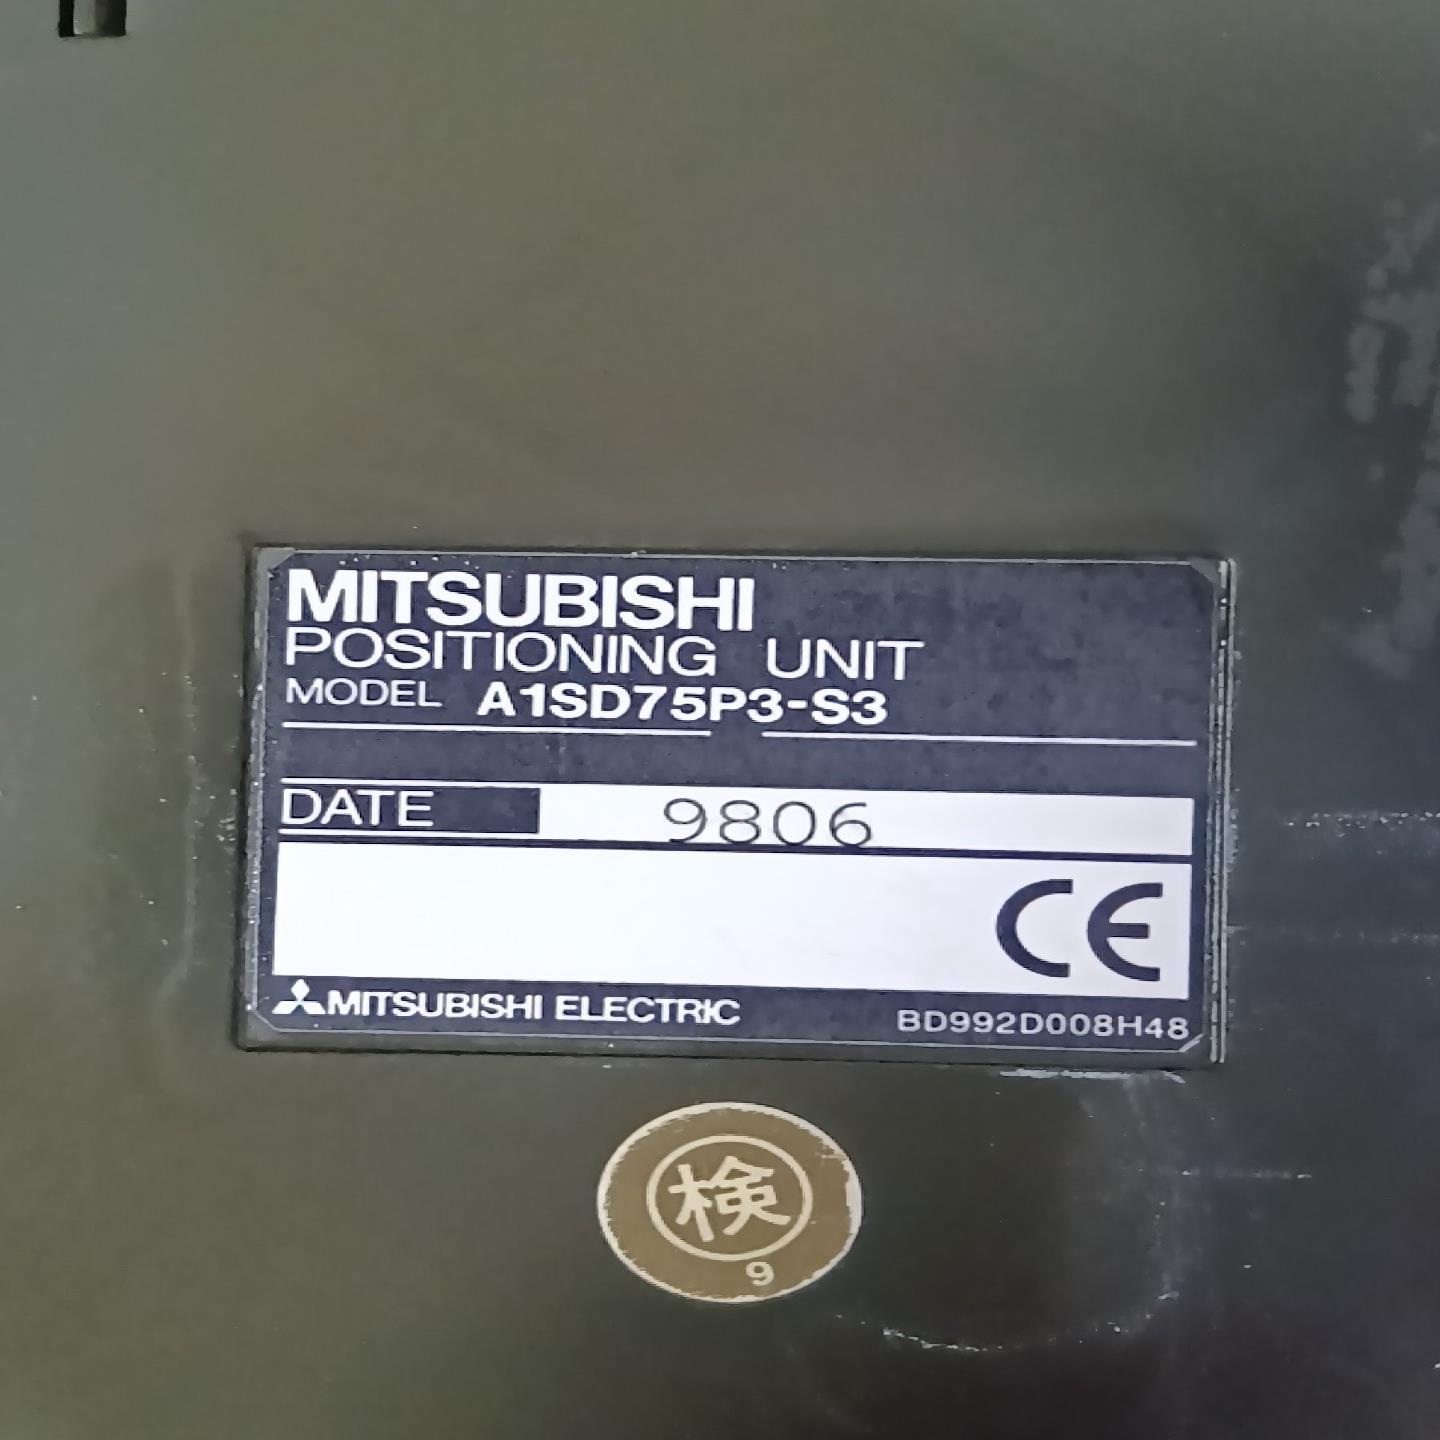 MITSUBISHI
POSITIONING UNIT
MODEL A1SD75P3-S3
DATE 9806
CE
MITSUBISHI ELECTRIC BD992D008H48
検
9